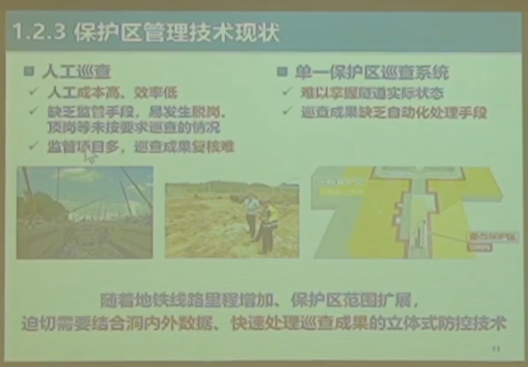 1.2.3 保护区管理技术现状
人工巡查
✓ 人工成本高、效率低
✓ 缺乏监管手段，易发生脱岗、
顶岗等未按要求巡查的情况
✓ 监管项目多，巡查成果复核难
单一保护区巡查系统
✓ 难以掌握隧道实际状态
✓ 巡查成果缺乏自动化处理手段
随着地铁线路里程增加、保护区范围扩展，
迫切需要结合洞内外数据、快速处理巡查成果的立体式防控技术
11